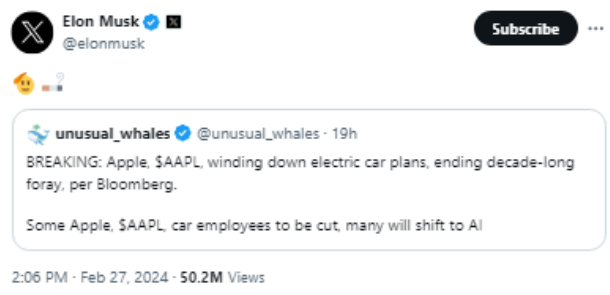 Elon Musk
@elonmusk
Subscribe
🫡 🚬
unusual_whales @unusual_whales · 19h
BREAKING: Apple, $AAPL, winding down electric car plans, ending decade-long
foray, per Bloomberg.
Some Apple, $AAPL, car employees to be cut, many will shift to AI
2:06 PM · Feb 27, 2024 · 50.2M Views